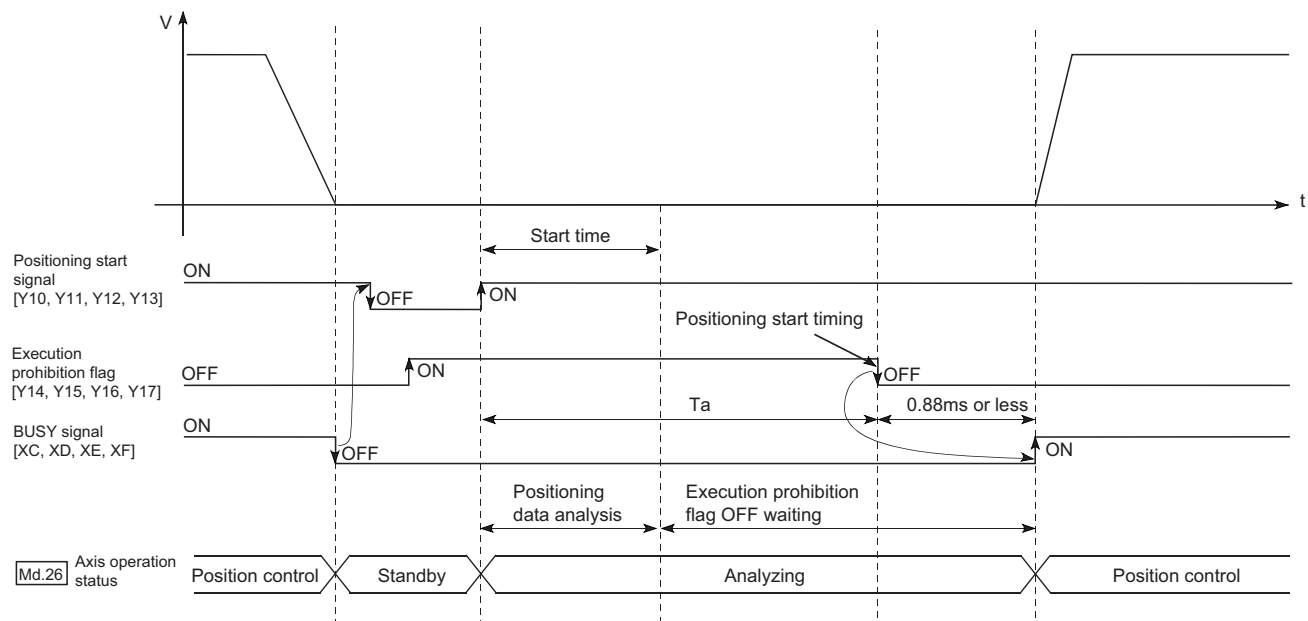 V
t
Start time
Positioning start
signal
[Y10, Y11, Y12, Y13]
ON
OFF
ON
Positioning start timing
Execution
prohibition flag
[Y14, Y15, Y16, Y17]
OFF
ON
OFF
Ta
0.88ms or less
BUSY signal
[XC, XD, XE, XF]
ON
OFF
ON
Positioning
data analysis
Execution prohibition
flag OFF waiting
Md.26 Axis operation
status
Position control
Standby
Analyzing
Position control